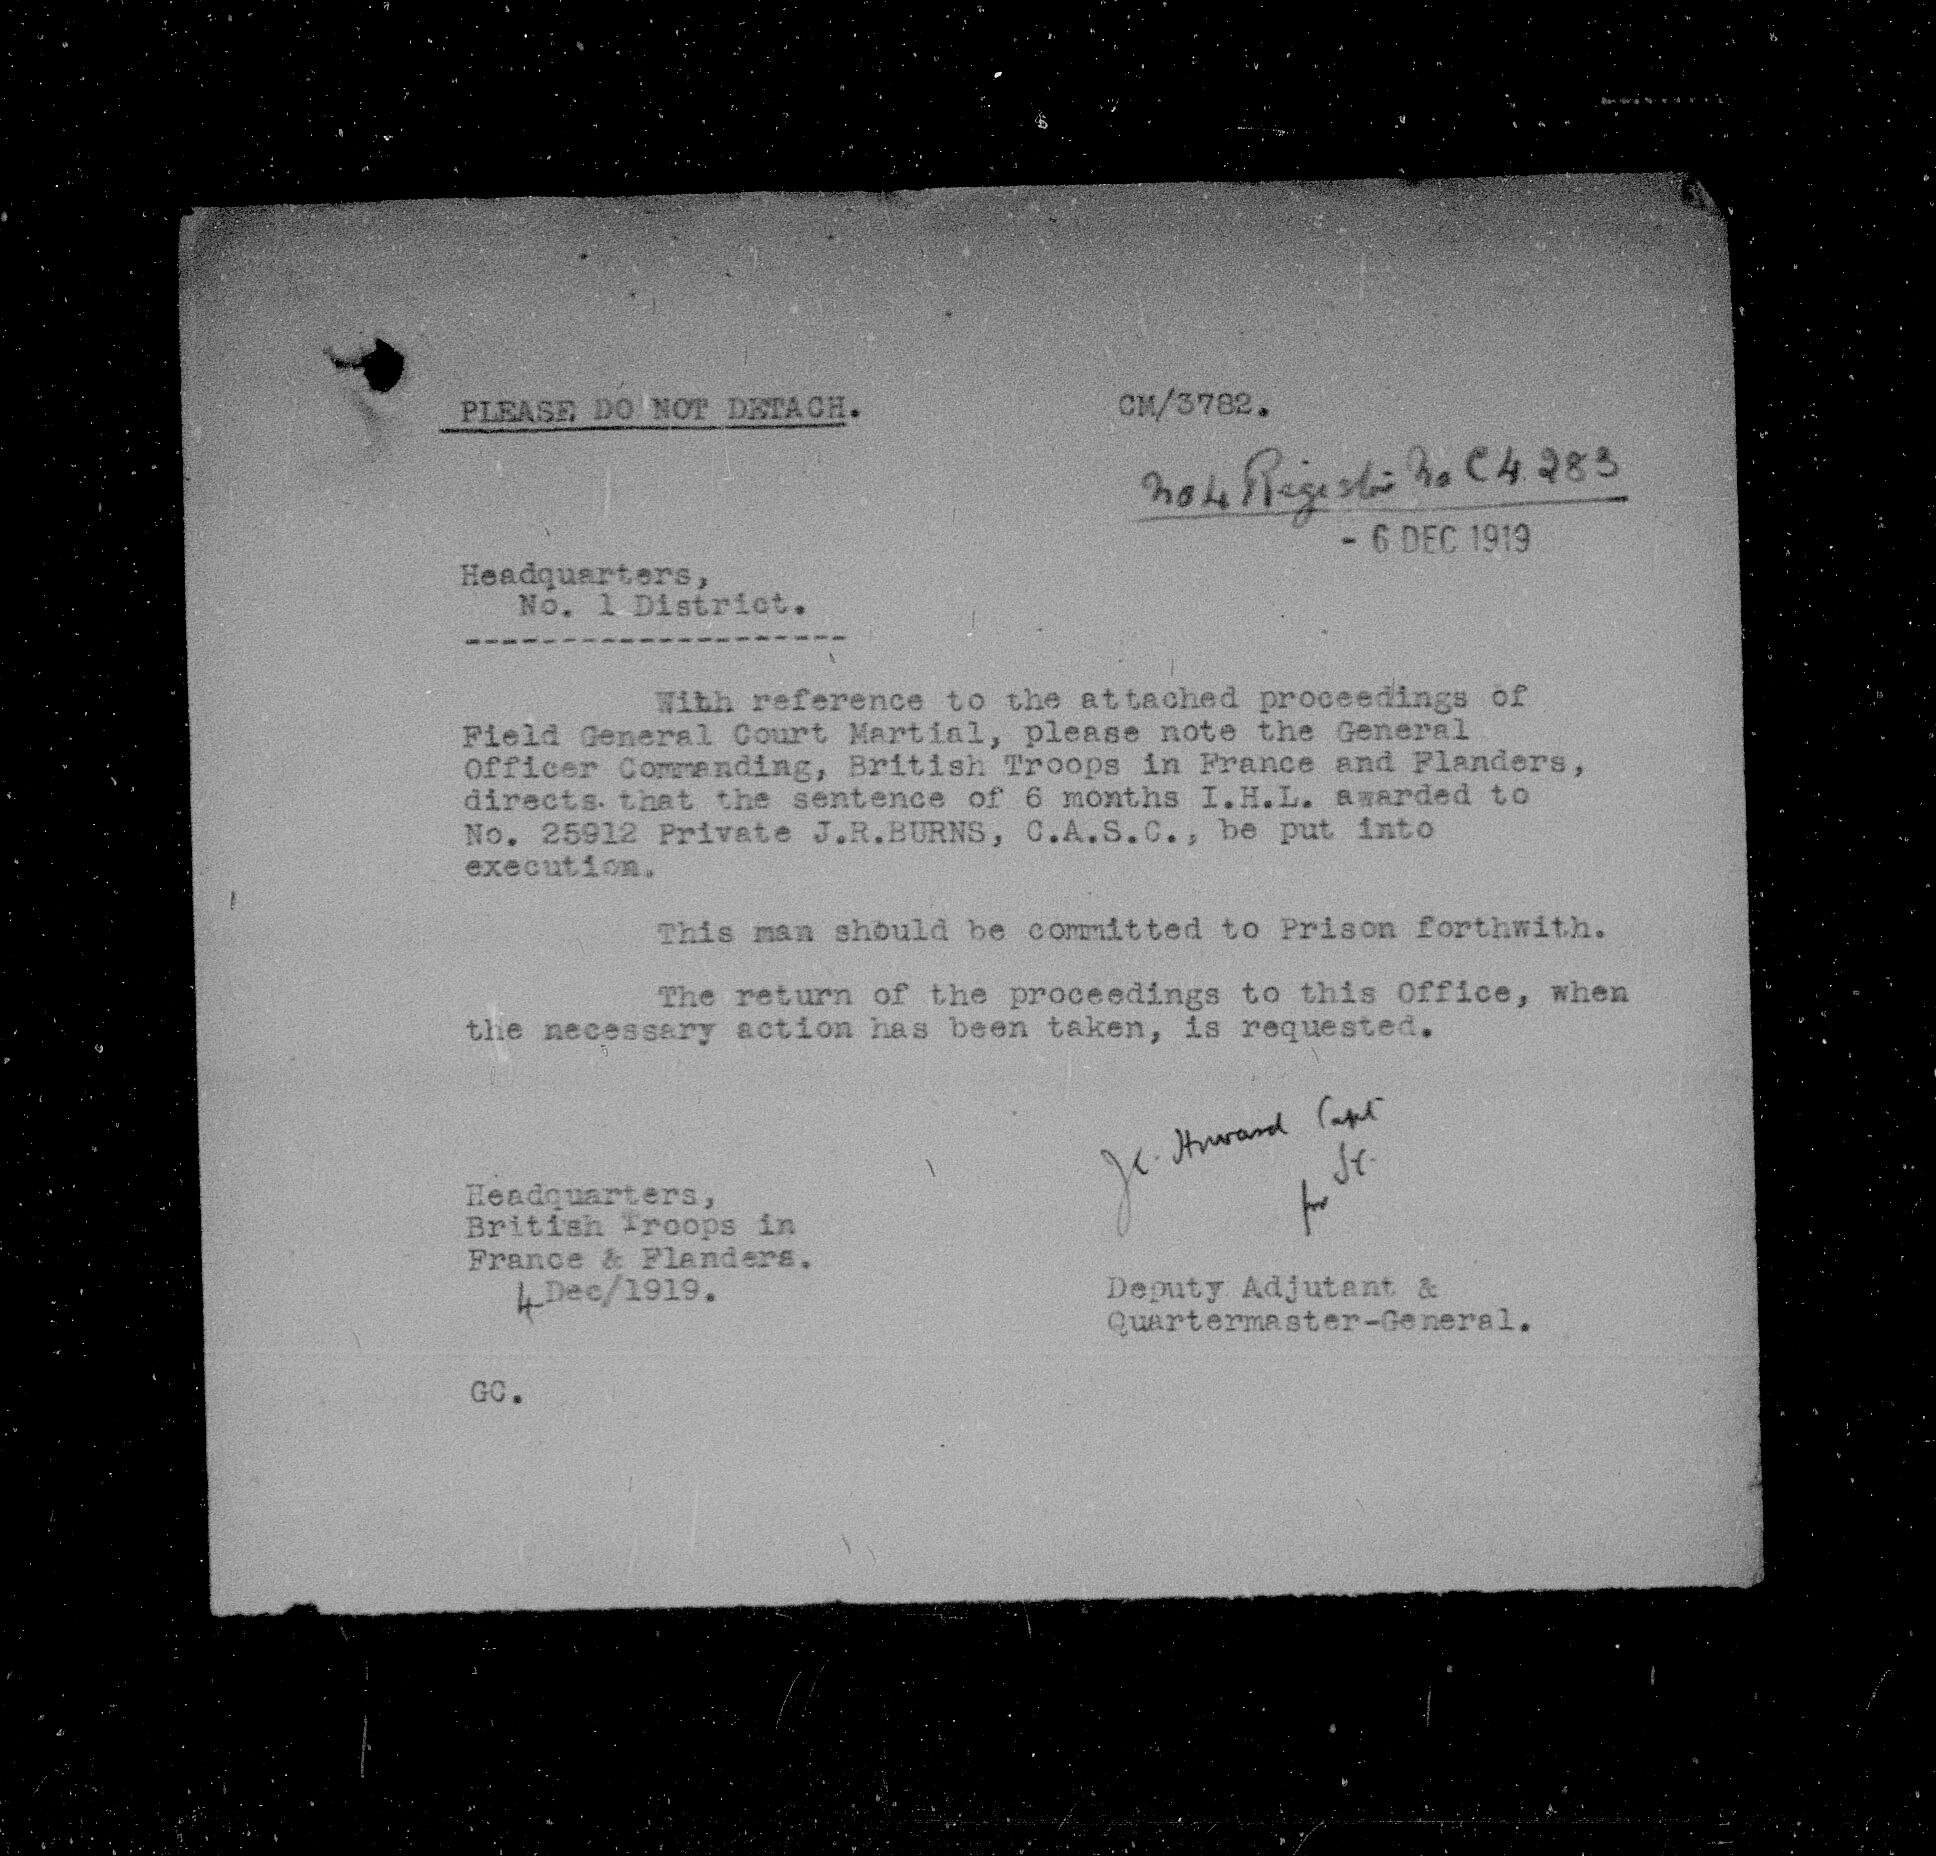 PLEASE DO NOT DETACH.
CM/3782.
No 4 Register No C 4. 283
- 6 DEC 1919
Headquarters,
No. 1 District.
--------------------
With reference to the attached proceedings of
Field General Court Martial, please note the General
Officer Commanding, British Troops in France and Flanders,
directs that the sentence of 6 months I.H.L. awarded to
No. 25912 Private J.R.BURNS, C.A.S.C., be put into
execution.
This man should be committed to Prison forthwith.
The return of the proceedings to this Office, when
the necessary action has been taken, is requested.
Howard Capt
for
Headquarters,
British Troops in
France & Flanders.
4 Dec/1919.
Deputy Adjutant &
Quartermaster-General.
GC.